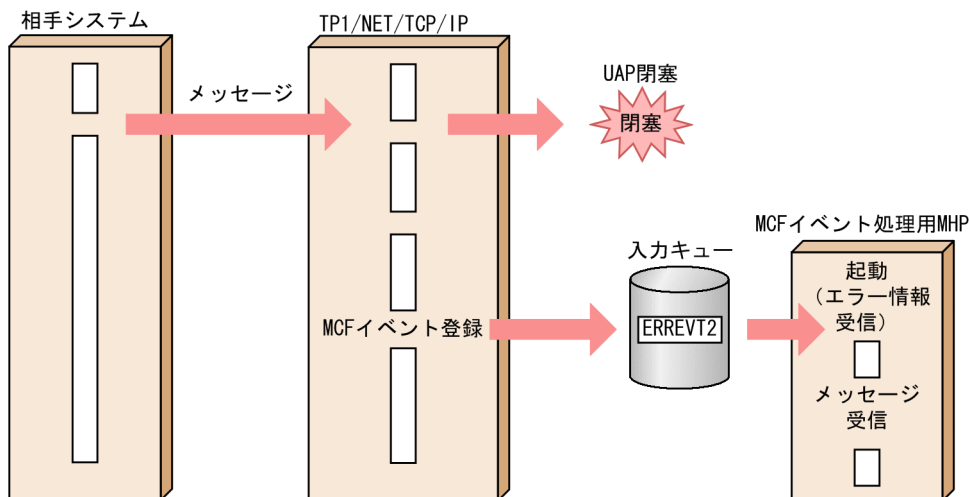 相手システム
TP1/NET/TCP/IP
メッセージ
UAP閉塞
閉塞
MCFイベント処理用MHP
入力キュー
起動
(エラー情報
受信)
MCFイベント登録
ERREVT2
メッセージ
受信